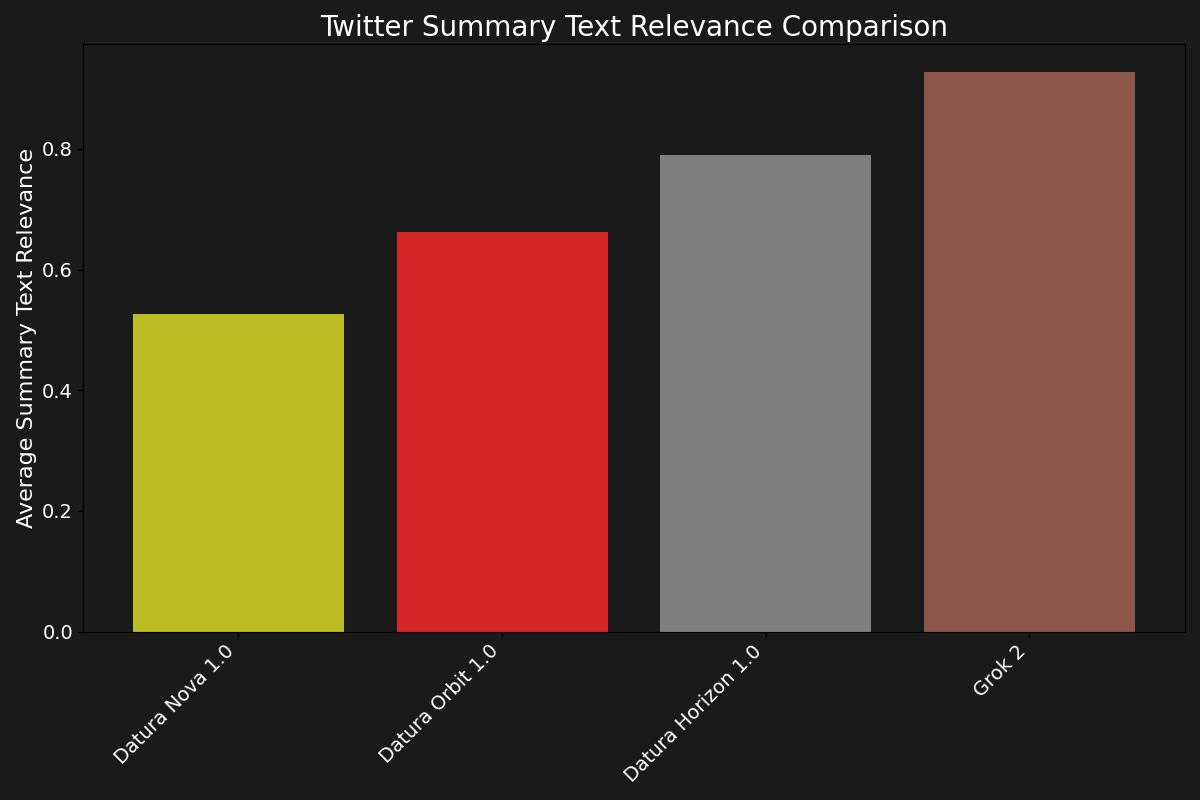 Twitter Summary Text Relevance Comparison
Average Summary Text Relevance
0.8
0.6
0.4
0.2
0.0
Datura Nova 1.0
Datura Orbit 1.0
Datura Horizon 1.0
Grok 2